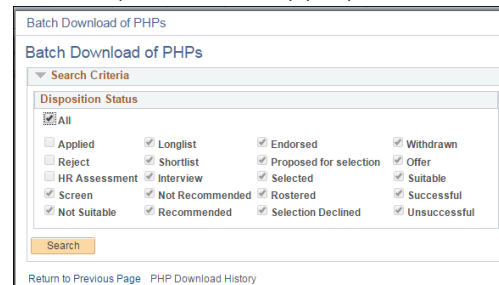 Batch Download of PHPs
Batch Download of PHPs
Search Criteria
Disposition Status
All
Applied Longlist Endorsed Withdrawn
Reject Shortlist Proposed for selection Offer
HR Assessment Interview Selected Suitable
Screen Not Recommended Rostered Successful
Not Suitable Recommended Selection Declined Unsuccessful
Search
Return to Previous Page PHP Download History